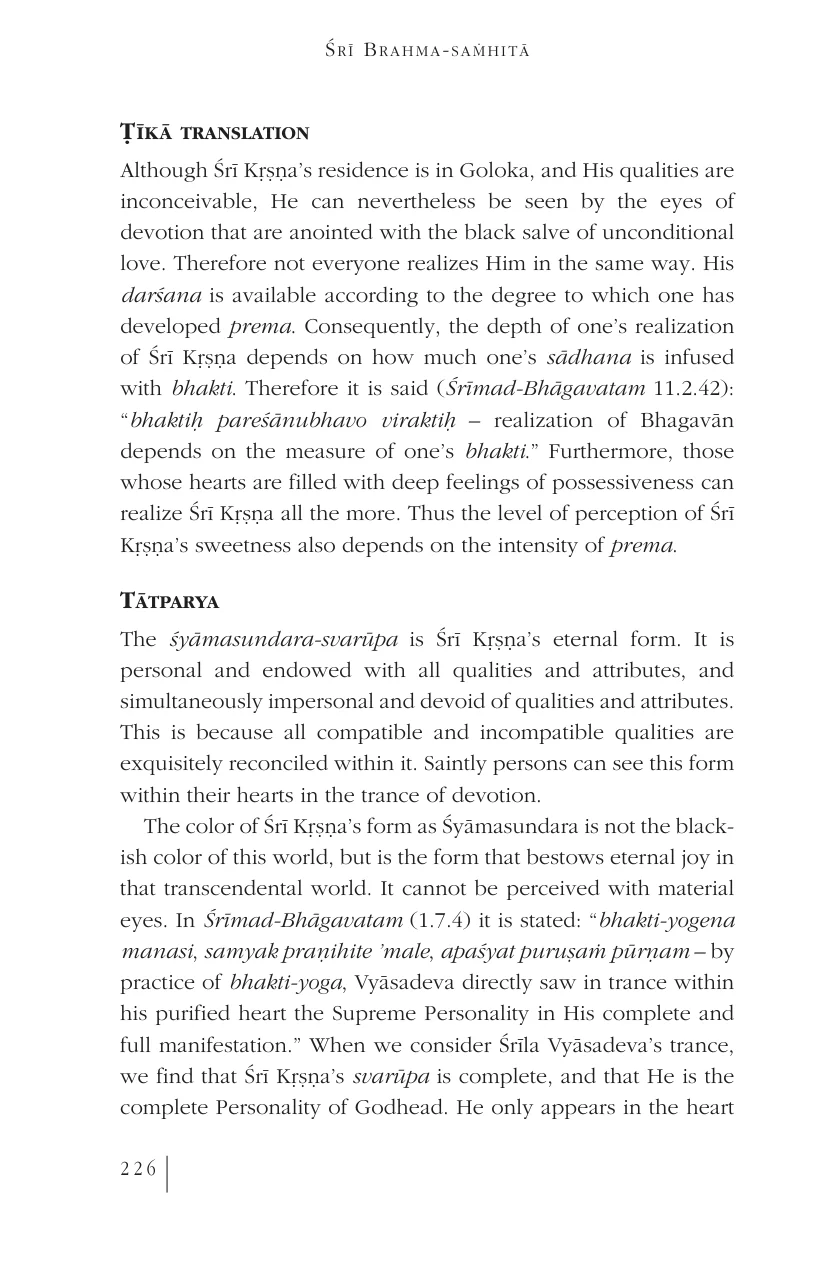 Śrī Brahma-saṁhitā
Ṭīkā translation
Although Śrī Kṛṣṇa’s residence is in Goloka, and His qualities are
inconceivable, He can nevertheless be seen by the eyes of
devotion that are anointed with the black salve of unconditional
love. Therefore not everyone realizes Him in the same way. His
darśana is available according to the degree to which one has
developed prema. Consequently, the depth of one’s realization
of Śrī Kṛṣṇa depends on how much one’s sādhana is infused
with bhakti. Therefore it is said (Śrīmad-Bhāgavatam 11.2.42):
“bhaktiḥ pareśānubhavo viraktiḥ – realization of Bhagavān
depends on the measure of one’s bhakti.” Furthermore, those
whose hearts are filled with deep feelings of possessiveness can
realize Śrī Kṛṣṇa all the more. Thus the level of perception of Śrī
Kṛṣṇa’s sweetness also depends on the intensity of prema.
Tātparya
The śyāmasundara-svarūpa is Śrī Kṛṣṇa’s eternal form. It is
personal and endowed with all qualities and attributes, and
simultaneously impersonal and devoid of qualities and attributes.
This is because all compatible and incompatible qualities are
exquisitely reconciled within it. Saintly persons can see this form
within their hearts in the trance of devotion.
The color of Śrī Kṛṣṇa’s form as Śyāmasundara is not the black-
ish color of this world, but is the form that bestows eternal joy in
that transcendental world. It cannot be perceived with material
eyes. In Śrīmad-Bhāgavatam (1.7.4) it is stated: “bhakti-yogena
manasi, samyak praṇihite ’male, apaśyat puruṣaṁ pūrṇam – by
practice of bhakti-yoga, Vyāsadeva directly saw in trance within
his purified heart the Supreme Personality in His complete and
full manifestation.” When we consider Śrīla Vyāsadeva’s trance,
we find that Śrī Kṛṣṇa’s svarūpa is complete, and that He is the
complete Personality of Godhead. He only appears in the heart
226